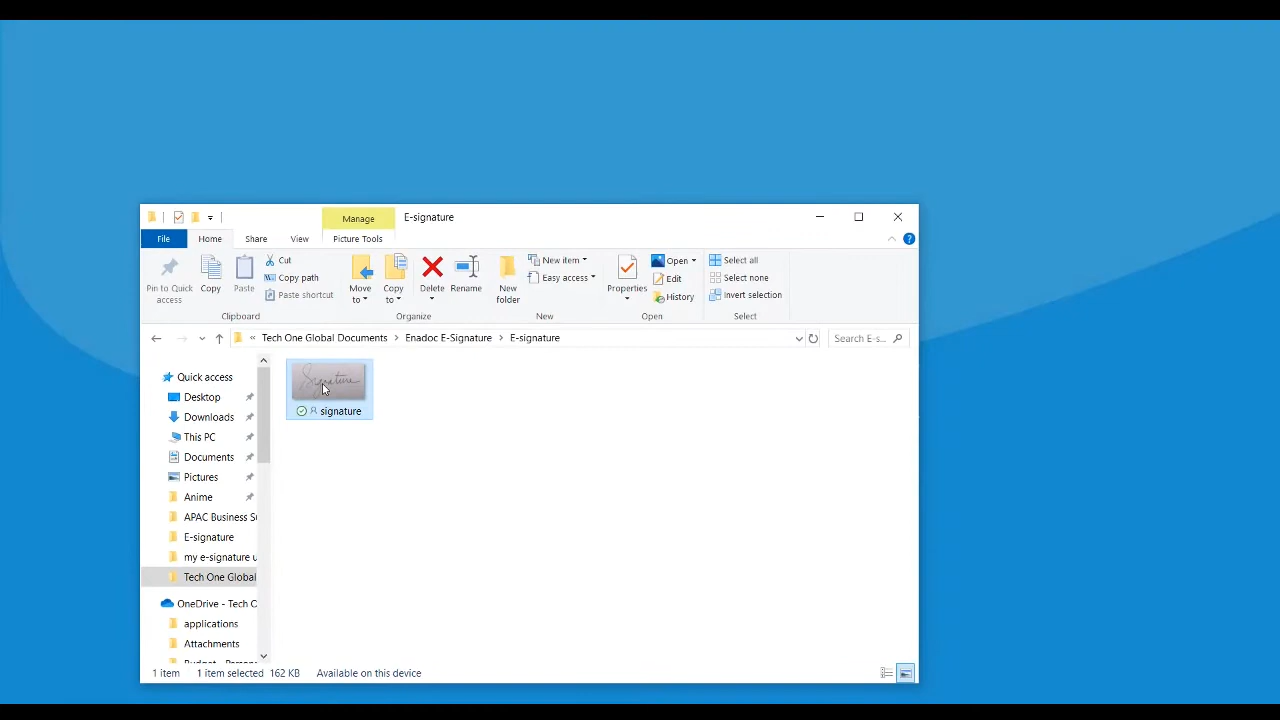 Manage
E-signature
File
Home
Share
View
Picture Tools
Pin to Quick access
Copy
Paste
Cut
Copy path
Paste shortcut
Clipboard
Move to
Copy to
Delete
Rename
Organize
New folder
New item
Easy access
New
Properties
Open
Edit
History
Open
Select all
Select none
Invert selection
Select
« Tech One Global Documents > Enadoc E-Signature > E-signature
Search E-s...
Quick access
Desktop
Downloads
This PC
Documents
Pictures
Anime
APAC Business Su
E-signature
my e-signature u
Tech One Global
OneDrive - Tech O
applications
Attachments
Signature
signature
1 item
1 item selected 162 KB
Available on this device